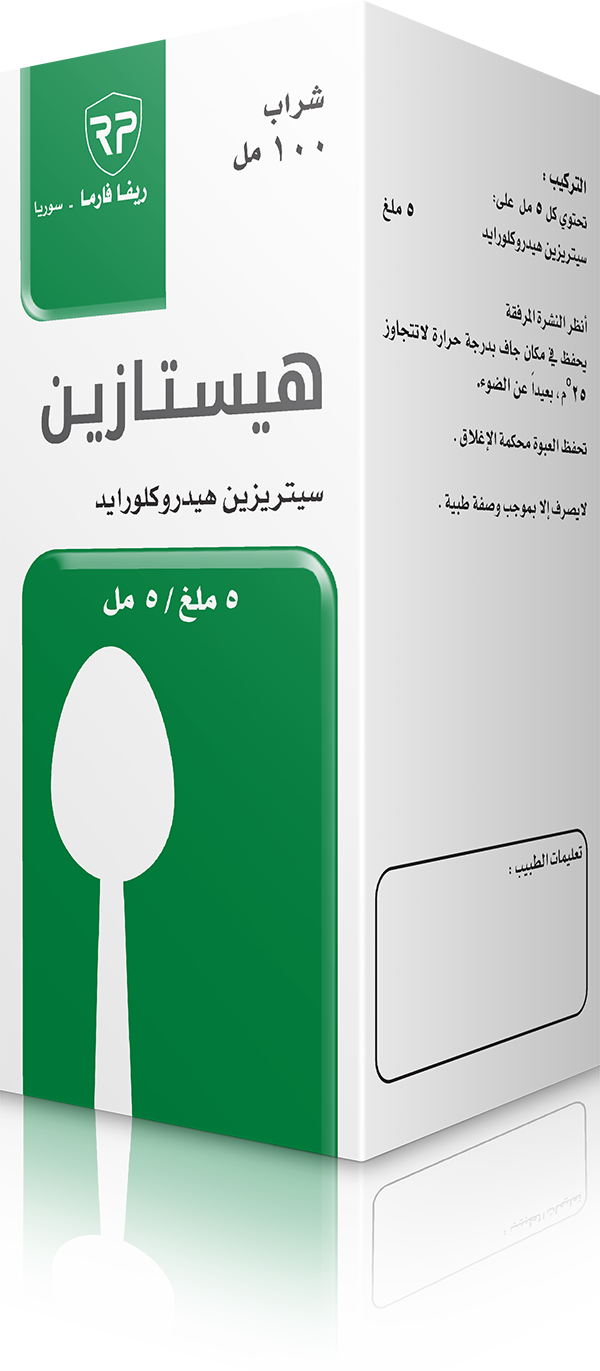 RP
ريفا فارما - سوريا
شراب
١٠٠ مل
هيستازين
سيتريزين هيدروكلورايد
٥ ملغ / ٥ مل
التركيب :
تحتوي كل ٥ مل على:
سيتريزين هيدروكلورايد ٥ ملغ
أنظر النشرة المرفقة
يحفظ في مكان جاف بدرجة حرارة لاتتجاوز
٢٥°م ، بعيداً عن الضوء.
تحفظ العبوة محكمة الإغلاق .
لايصرف إلا بموجب وصفة طبية .
تعليمات الطبيب :